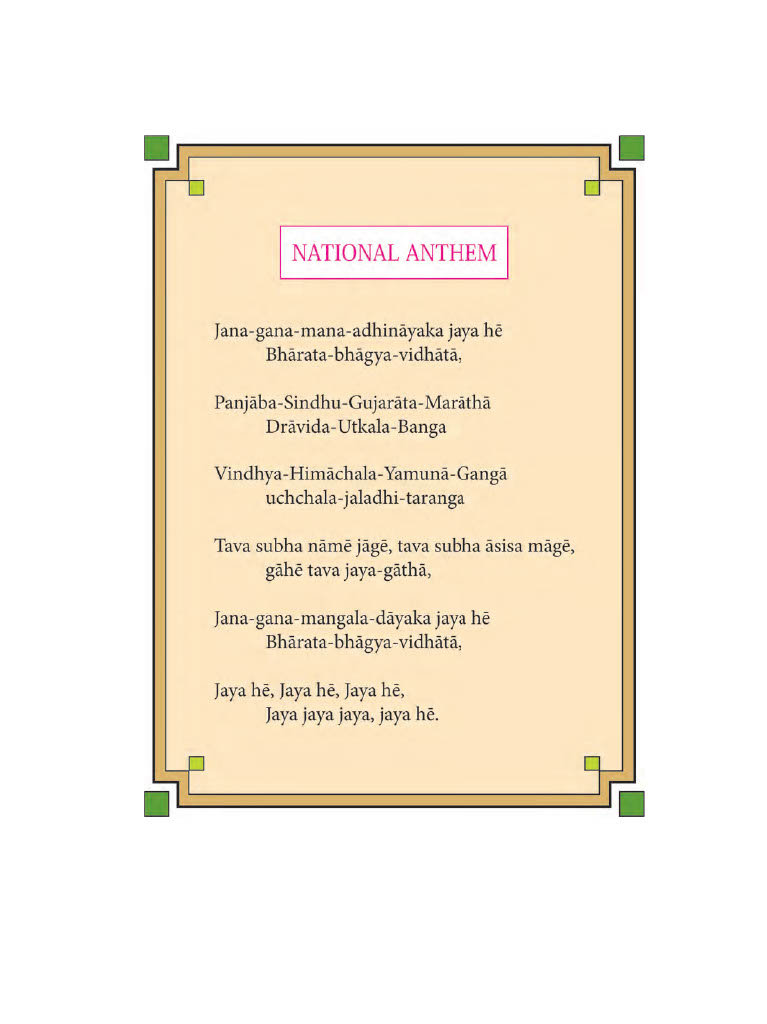 NATIONAL ANTHEM
Jana-gana-mana-adhināyaka jaya hē
Bhārata-bhāgya-vidhātā,
Panjāba-Sindhu-Gujarāta-Marāthā
Drāvida-Utkala-Banga
Vindhya-Himāchala-Yamunā-Gangā
uchchala-jaladhi-taranga
Tava subha nāmē jāgē, tava subha āsisa māgē,
gāhē tava jaya-gāthā,
Jana-gana-mangala-dāyaka jaya hē
Bhārata-bhāgya-vidhātā,
Jaya hē, Jaya hē, Jaya hē,
Jaya jaya jaya, jaya hē.